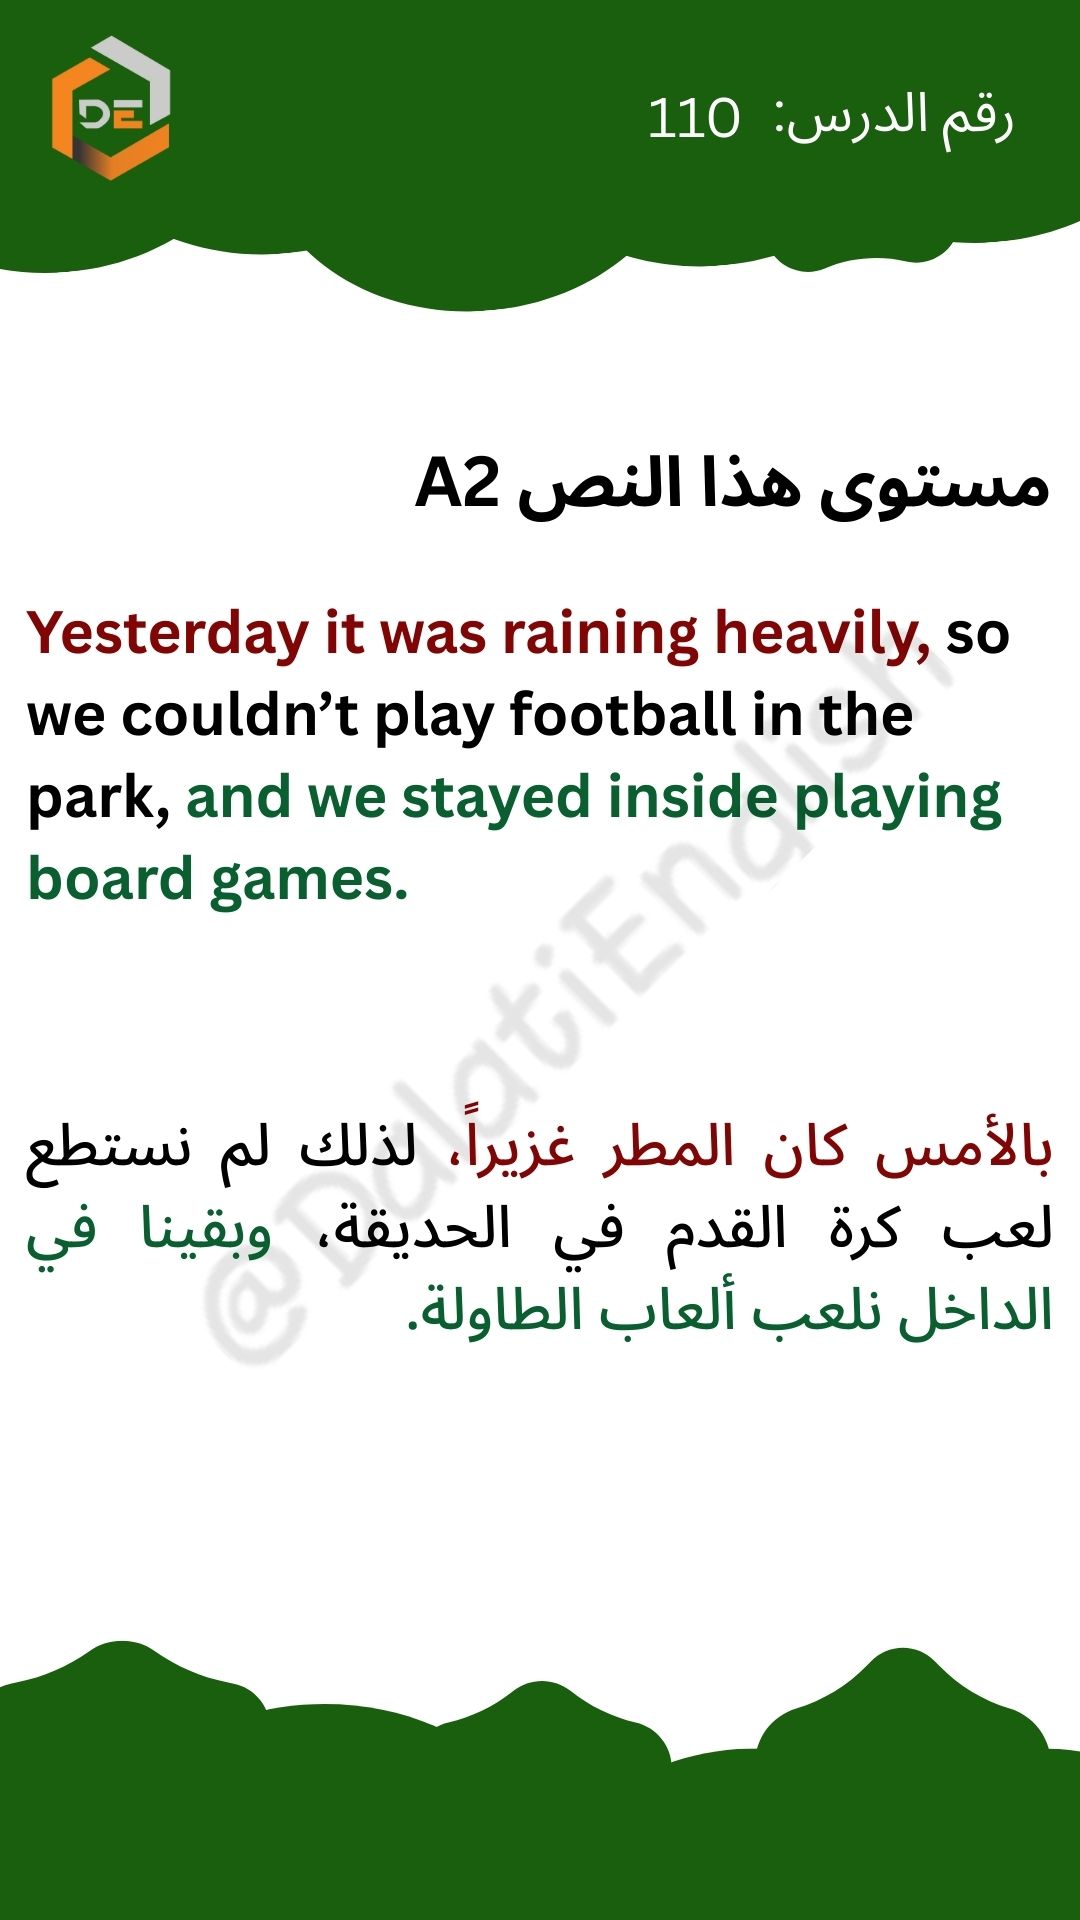 DE
رقم الدرس: 110
مستوى هذا النص A2
Yesterday it was raining heavily, so
we couldn’t play football in the
park, and we stayed inside playing
board games.
@DalatiEnglish
بالأمس كان المطر غزيراً، لذلك لم نستطع
لعب كرة القدم في الحديقة، وبقينا في
الداخل نلعب ألعاب الطاولة.